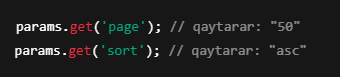 params.get('page'); // qaytarar: "50"
params.get('sort'); // qaytarar: "asc"